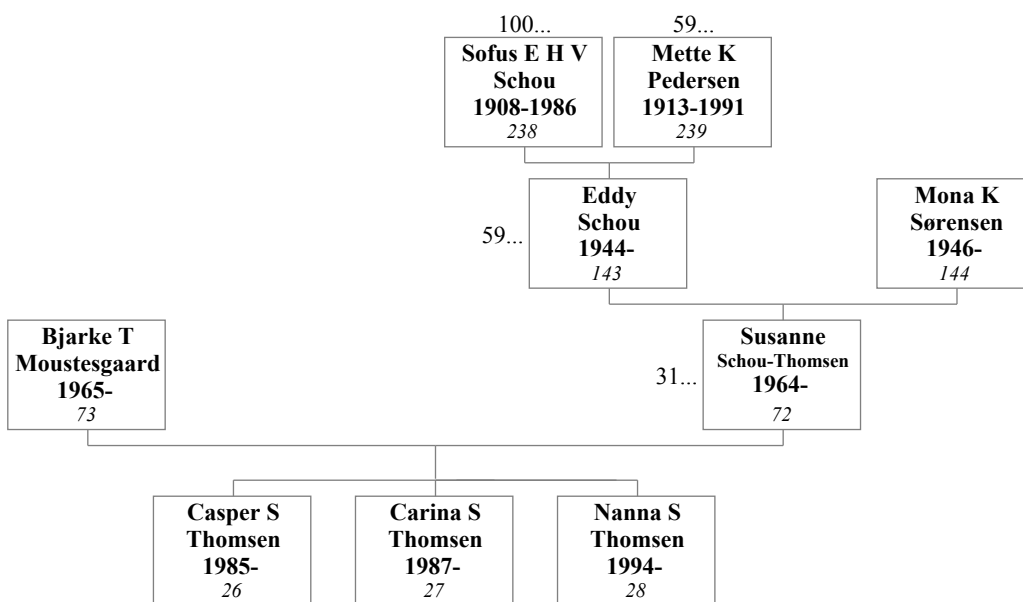 100...
59...
Sofus E H V
Schou
1908-1986
238
Mette K
Pedersen
1913-1991
239
59...
Eddy
Schou
1944-
143
Mona K
Sørensen
1946-
144
Bjarke T
Moustesgaard
1965-
73
31...
Susanne
Schou-Thomsen
1964-
72
Casper S
Thomsen
1985-
26
Carina S
Thomsen
1987-
27
Nanna S
Thomsen
1994-
28